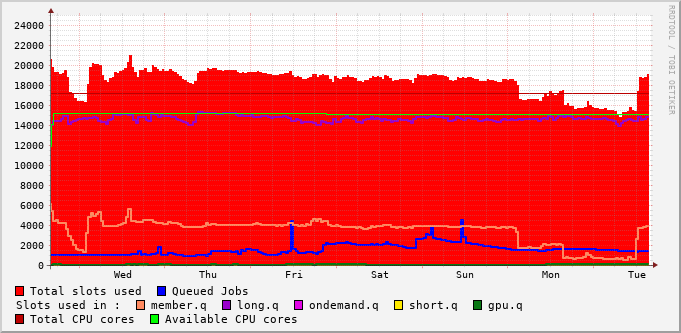 RRDTOOL / TOBI OETIKER
24000
22000
20000
18000
16000
14000
12000
10000
8000
6000
4000
2000
0
Wed Thu Fri Sat Sun Mon Tue
Total slots used Queued Jobs
Slots used in : member.q long.q ondemand.q short.q gpu.q
Total CPU cores Available CPU cores